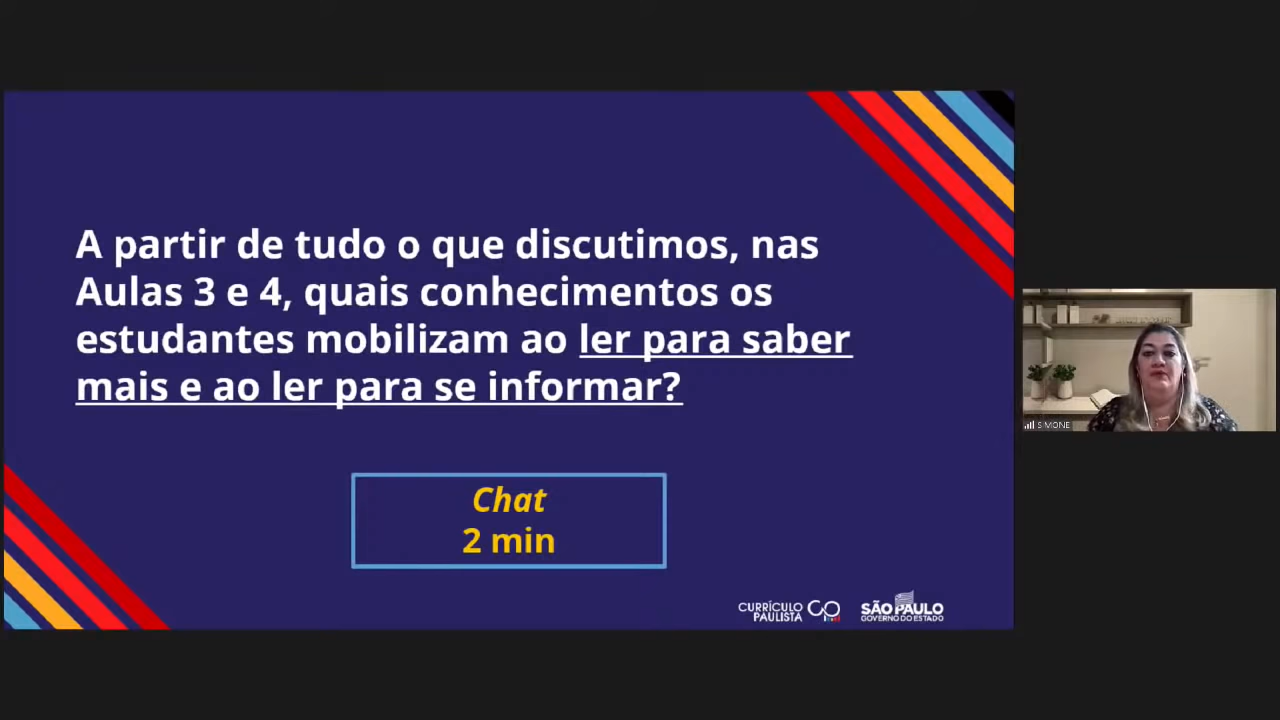 A partir de tudo o que discutimos, nas
Aulas 3 e 4, quais conhecimentos os
estudantes mobilizam ao ler para saber
mais e ao ler para se informar?
Chat
2 min
CURRÍCULO
PAULISTA
SÃO PAULO
GOVERNO DO ESTADO
SIMONE